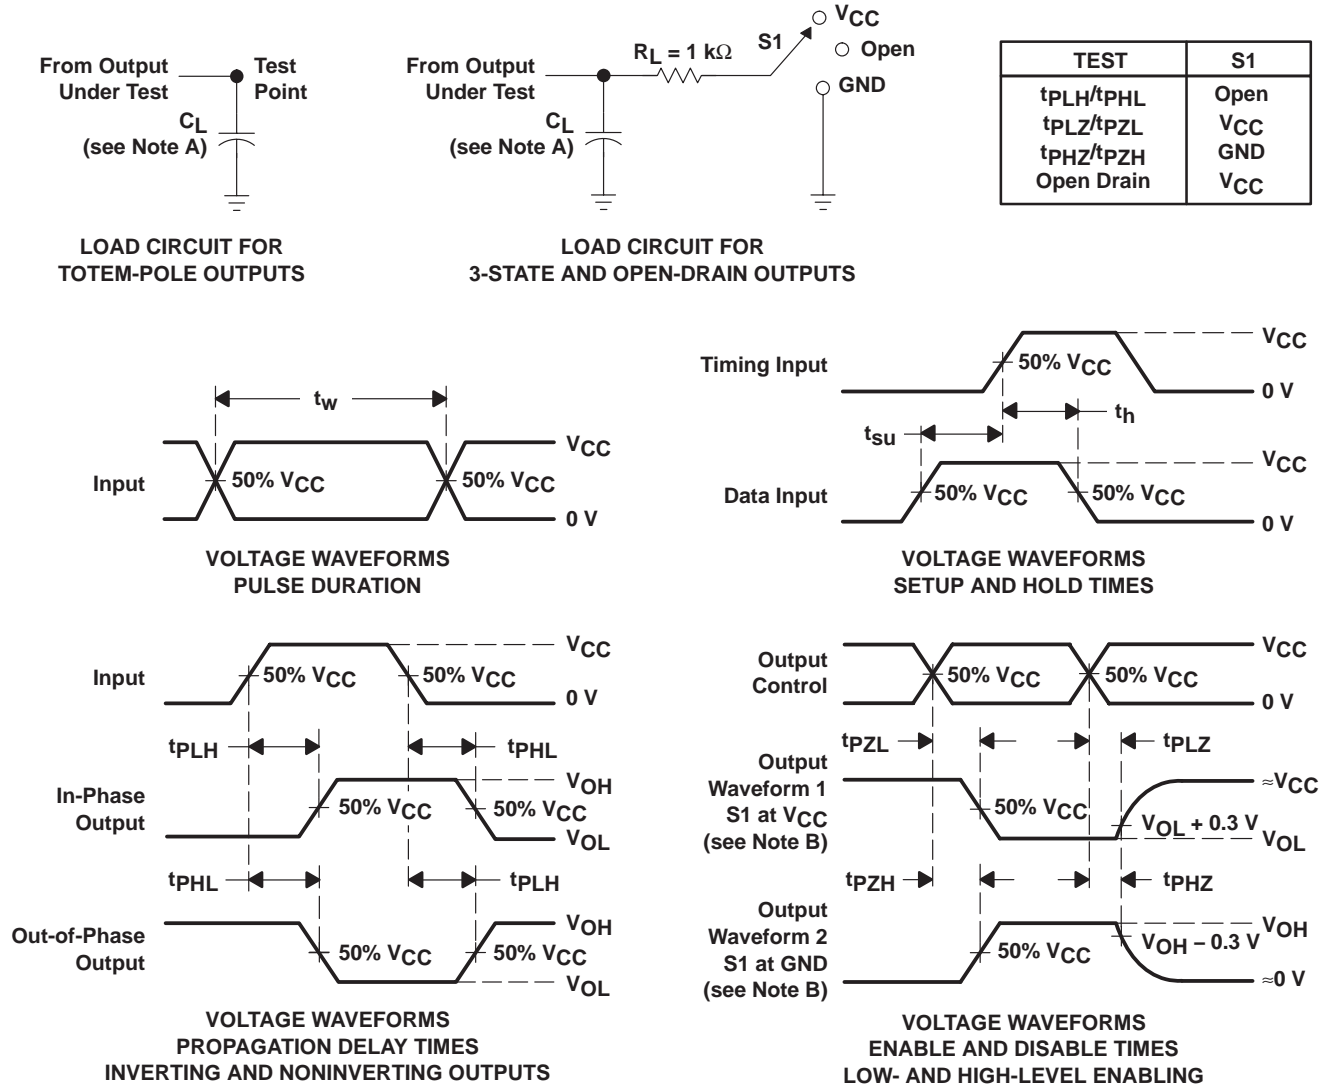 From Output
Under Test
Test
Point
CL
(see Note A)
LOAD CIRCUIT FOR
TOTEM-POLE OUTPUTS
From Output
Under Test
RL = 1 kΩ
S1
VCC
Open
GND
CL
(see Note A)
LOAD CIRCUIT FOR
3-STATE AND OPEN-DRAIN OUTPUTS
TEST S1
tPLH/tPHL Open
tPLZ/tPZL VCC
tPHZ/tPZH GND
Open Drain VCC
tw
Input
50% VCC
50% VCC
VCC
0 V
VOLTAGE WAVEFORMS
PULSE DURATION
Timing Input
50% VCC
VCC
0 V
th
tsu
Data Input
50% VCC
50% VCC
VCC
0 V
VOLTAGE WAVEFORMS
SETUP AND HOLD TIMES
Input
50% VCC
50% VCC
VCC
0 V
tPLH
tPHL
In-Phase
Output
50% VCC
50% VCC
VOH
VOL
tPHL
tPLH
Out-of-Phase
Output
50% VCC
50% VCC
VOH
VOL
VOLTAGE WAVEFORMS
PROPAGATION DELAY TIMES
INVERTING AND NONINVERTING OUTPUTS
Output
Control
50% VCC
50% VCC
VCC
0 V
tPZL
tPLZ
Output
Waveform 1
S1 at VCC
(see Note B)
50% VCC
VOL + 0.3 V
≈VCC
VOL
tPZH
tPHZ
Output
Waveform 2
S1 at GND
(see Note B)
50% VCC
VOH − 0.3 V
VOH
≈0 V
VOLTAGE WAVEFORMS
ENABLE AND DISABLE TIMES
LOW- AND HIGH-LEVEL ENABLING